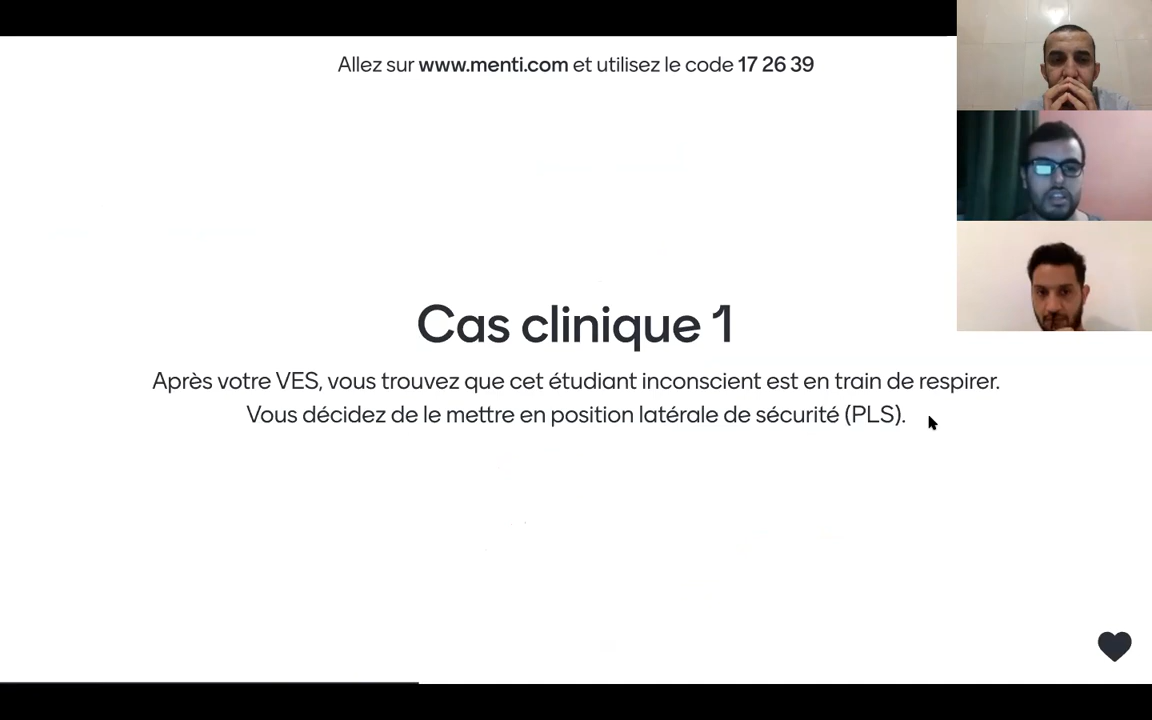 Allez sur www.menti.com et utilisez le code 17 26 39
Cas clinique 1
Après votre VES, vous trouvez que cet étudiant inconscient est en train de respirer.
Vous décidez de le mettre en position latérale de sécurité (PLS).